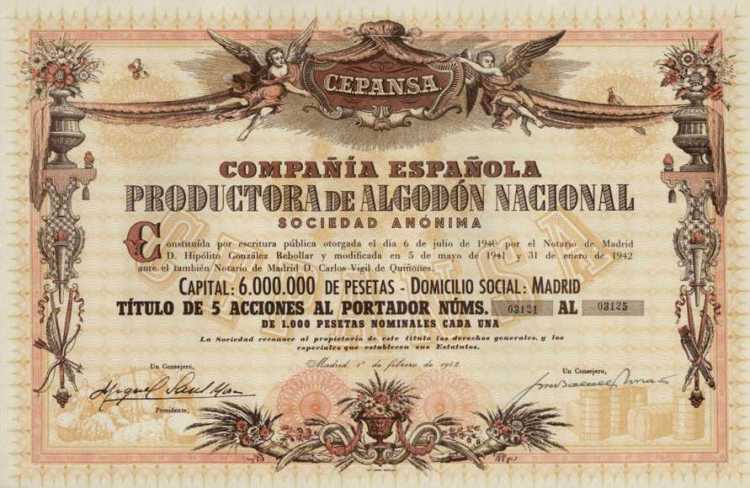 C.E.P.A.N.S.A.
COMPAÑIA ESPAÑOLA
PRODUCTORA DE ALGODÓN NACIONAL
SOCIEDAD ANÓNIMA
Constituída por escritura pública otorgada el dia 6 de julio de 1940 por el Notario de Madrid
D. Hipólito González Rebollar y modificada en 5 de mayo de 1941 y 31 de enero de 1942
ante el también Notario de Madrid D. Carlos Vigil de Quiñones.
CAPITAL: 6.000.000 DE PESETAS - DOMICILIO SOCIAL: MADRID
TÍTULO DE 5 ACCIONES AL PORTADOR NÚMS. 03121 AL 03125
DE 1.000 PESETAS NOMINALES CADA UNA
La Sociedad reconoce al propietario de este título los derechos generales, y los
especiales que establecen sus Estatutos.
Madrid, 1º de febrero de 1952
Un Consejero, Un Consejero,
Presidente,